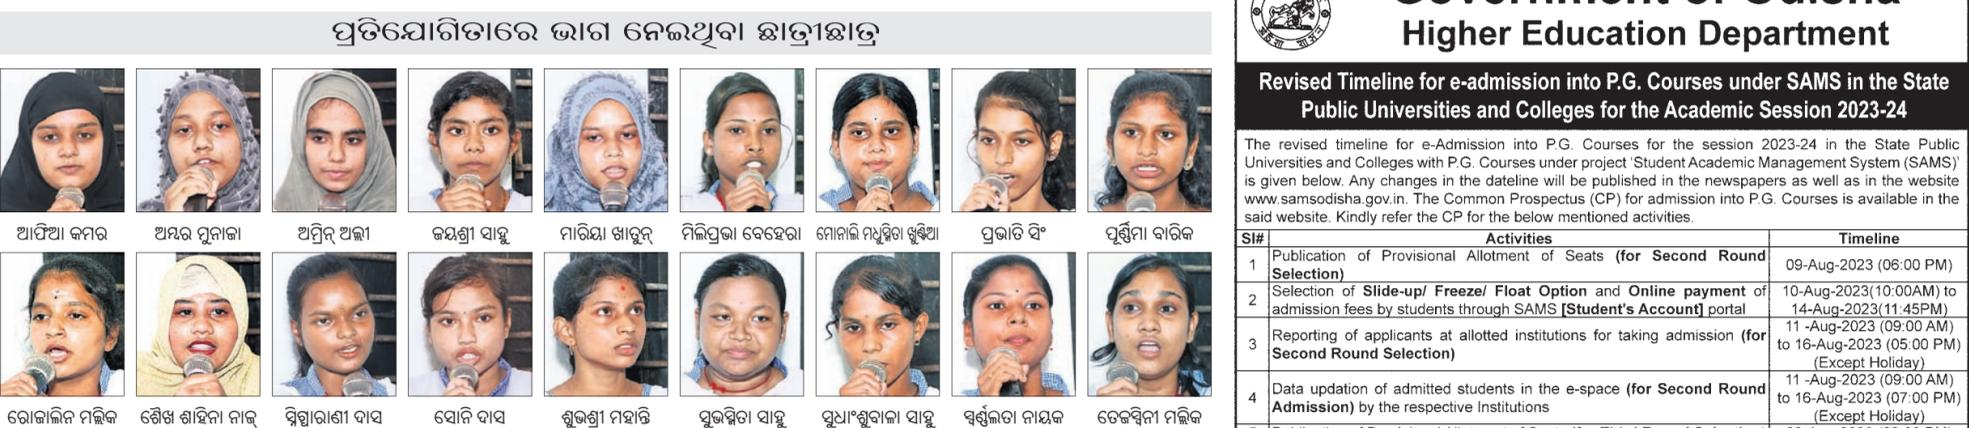 ପ୍ରତିଯୋଗିତାରେ ଭାଗ ନେଇଥିବା ଛାତ୍ରୀଛାତ୍ର
ଆଫିଆ କମର
ଅମ୍ବର ମୁନାଜା
ଅମ୍ରିନ୍ ଅଲ୍ଲୀ
ଜୟଶ୍ରୀ ସାହୁ
ମାରିୟା ଖାତୁନ୍
ମିଲିପ୍ରଭା ବେହେରା
ମୋନାଲି ମଧୁସ୍ମିତା ଖୁଣ୍ଟିଆ
ପ୍ରଭାତି ସିଂ
ପୂର୍ଣ୍ଣିମା ବାରିକ
ରୋଜାଲିନ ମଲ୍ଲିକ
ଶୈଖ ଶାହିନା ନାଜ୍
ସ୍ନିଗ୍ଧାରାଣୀ ଦାସ
ସୋନି ଦାସ
ଶୁଭଶ୍ରୀ ମହାନ୍ତି
ସୁଭସ୍ମିତା ସାହୁ
ସୁଧାଂଶୁବାଳା ସାହୁ
ସ୍ୱର୍ଣ୍ଣଲତା ନାୟକ
ତେଜସ୍ୱିନୀ ମଲ୍ଲିକ
Government of Odisha
Higher Education Department
Revised Timeline for e-admission into P.G. Courses under SAMS in the State
Public Universities and Colleges for the Academic Session 2023-24
The revised timeline for e-Admission into P.G. Courses for the session 2023-24 in the State Public
Universities and Colleges with P.G. Courses under project 'Student Academic Management System (SAMS)'
is given below. Any changes in the dateline will be published in the newspapers as well as in the website
www.samsodisha.gov.in. The Common Prospectus (CP) for admission into P.G. Courses is available in the
said website. Kindly refer the CP for the below mentioned activities.
Sl# Activities Timeline
1 Publication of Provisional Allotment of Seats (for Second Round
Selection) 09-Aug-2023 (06:00 PM)
2 Selection of Slide-up/ Freeze/ Float Option and Online payment of
admission fees by students through SAMS [Student's Account] portal
10-Aug-2023(10:00AM) to
14-Aug-2023(11:45PM)
3 Reporting of applicants at allotted institutions for taking admission (for
Second Round Selection)
11 -Aug-2023 (09:00 AM)
to 16-Aug-2023 (05:00 PM)
(Except Holiday)
4 Data updation of admitted students in the e-space (for Second Round
Admission) by the respective Institutions
11 -Aug-2023 (09:00 AM)
to 16-Aug-2023 (07:00 PM)
(Except Holiday)